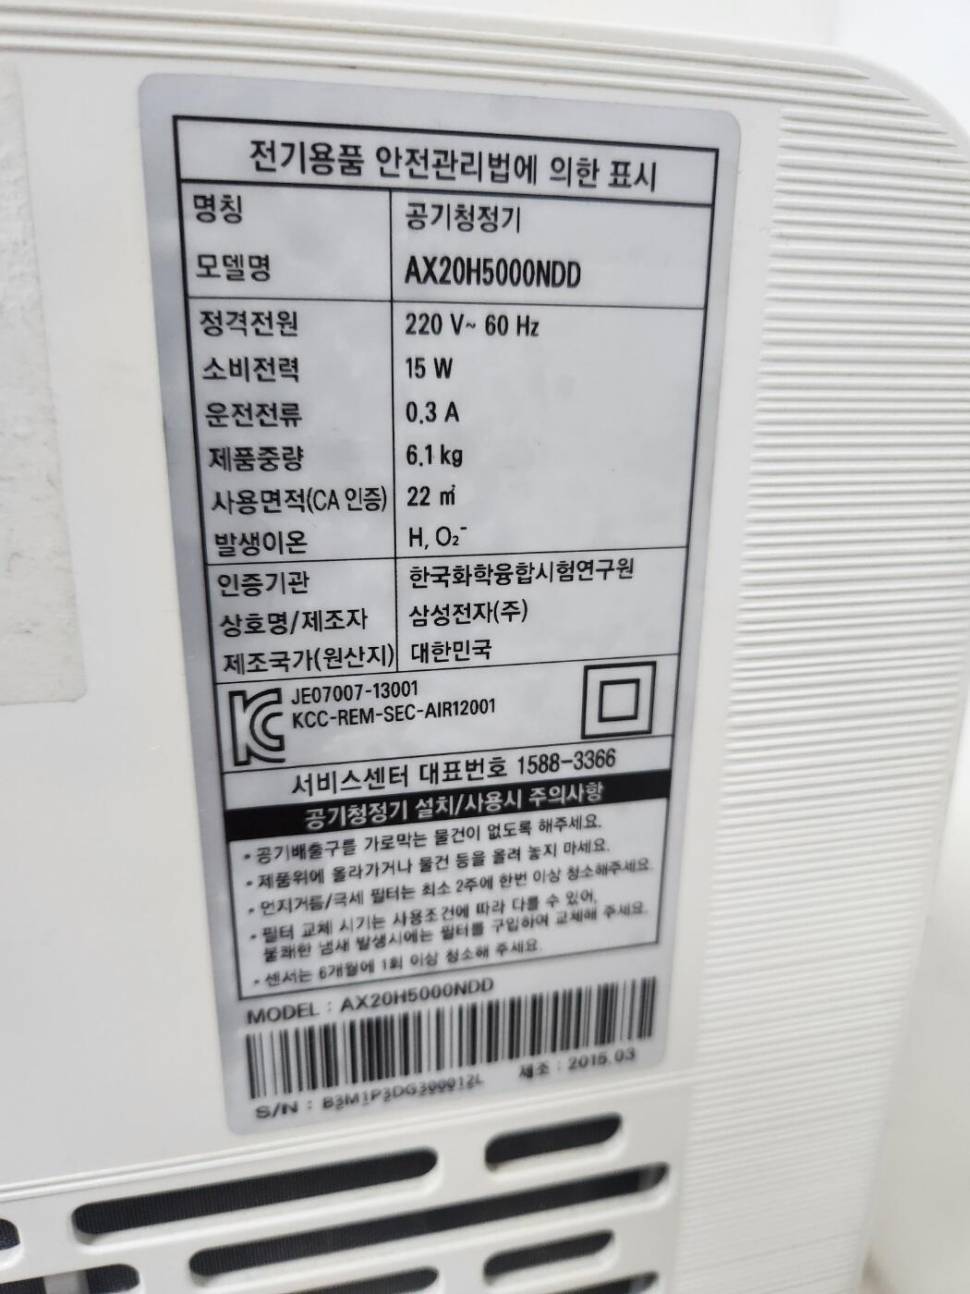 전기용품 안전관리법에 의한 표시
명칭 공기청정기
모델명 AX20H5000NDD
정격전원 220 V~ 60 Hz
소비전력 15 W
운전전류 0.3 A
제품중량 6.1 kg
사용면적(CA 인증) 22 ㎡
발생이온 H, O₂⁻
인증기관 한국화학융합시험연구원
상호명/제조자 삼성전자(주)
제조국가(원산지) 대한민국
JE07007-13001
KCC-REM-SEC-AIR12001
서비스센터 대표번호 1588-3366
공기청정기 설치/사용시 주의사항
• 공기배출구를 가로막는 물건이 없도록 해주세요.
• 제품위에 올라가거나 물건 등을 올려 놓지 마세요.
• 먼지거름/극세 필터는 최소 2주에 한번 이상 청소해주세요.
• 필터 교체 시기는 사용조건에 따라 다를 수 있어,
불쾌한 냄새 발생시에는 필터를 구입하여 교체해 주세요.
• 센서는 6개월에 1회 이상 청소해 주세요.
MODEL : AX20H5000NDD
제조 : 2015.03
S/N :